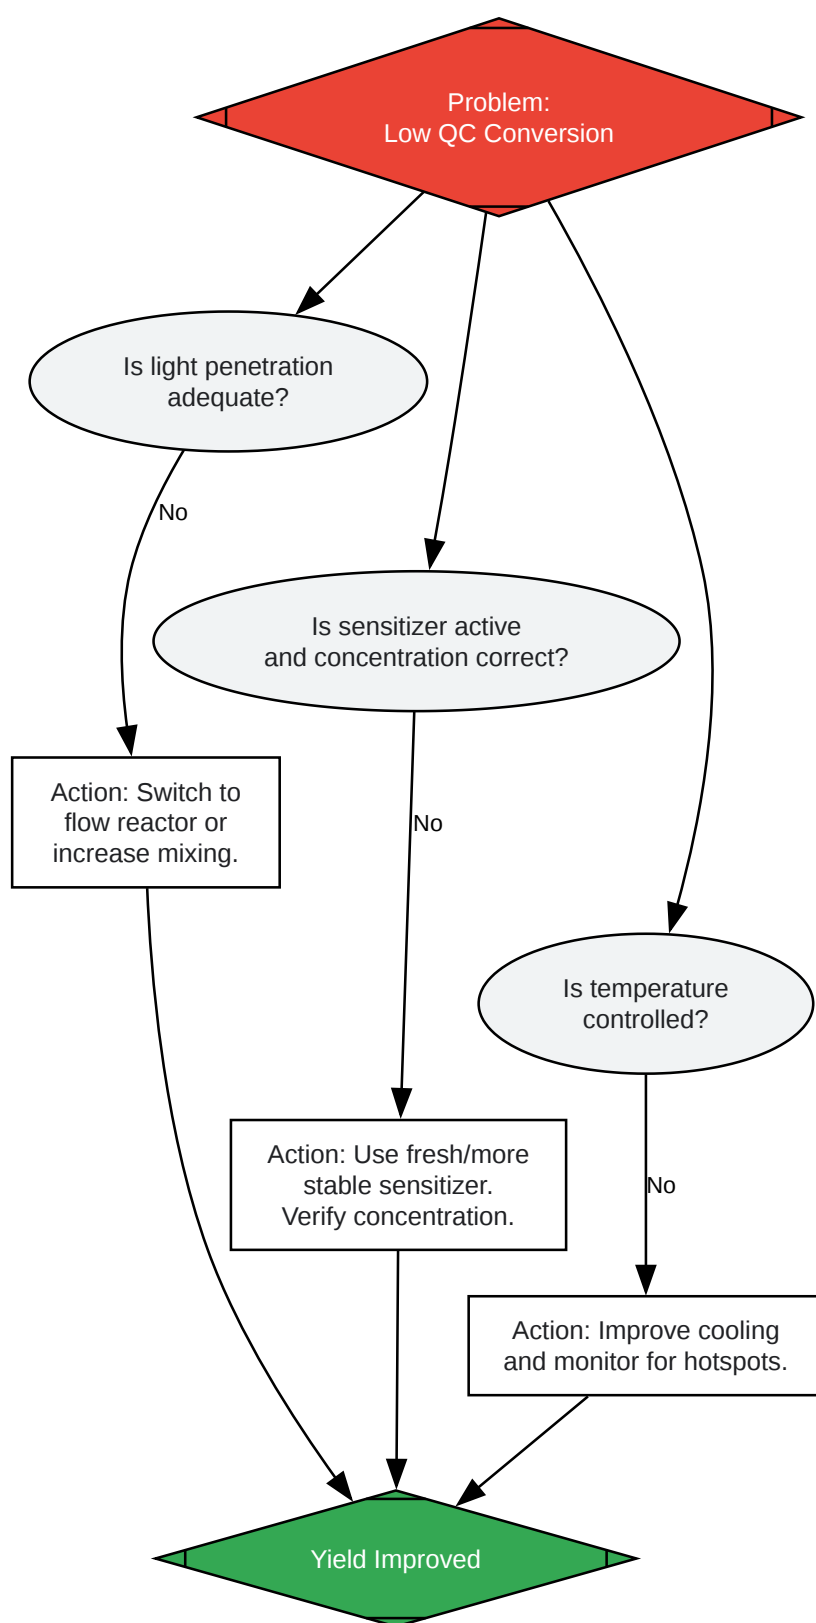 Problem:
Low QC Conversion
Is light penetration
adequate?
No
Is sensitizer active
and concentration correct?
Action: Switch to
flow reactor or
increase mixing.
No
Is temperature
controlled?
Action: Use fresh/more
stable sensitizer.
Verify concentration.
No
Action: Improve cooling
and monitor for hotspots.
Yield Improved